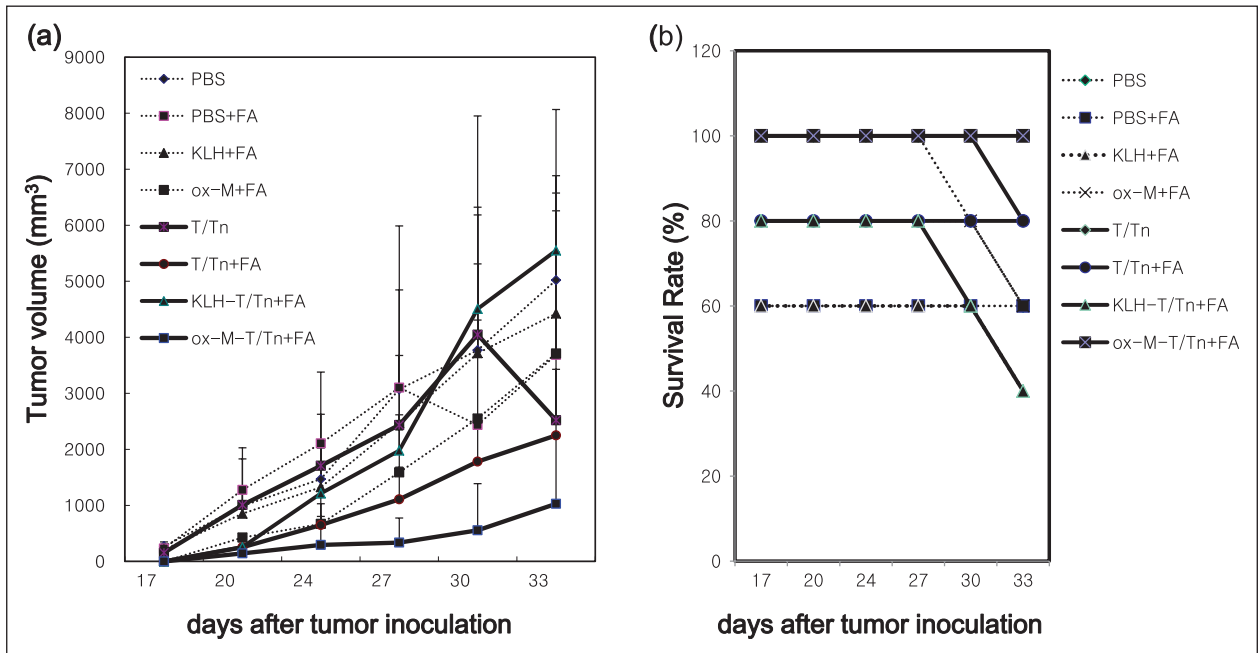 (a)
9000
8000
7000
6000
5000
4000
3000
2000
1000
0
Tumor volume (mm³)
PBS
PBS+FA
KLH+FA
ox-M+FA
T/Tn
T/Tn+FA
KLH-T/Tn+FA
ox-M-T/Tn+FA
17 20 24 27 30 33
days after tumor inoculation
(b)
120
100
80
60
40
20
0
Survival Rate (%)
17 20 24 27 30 33
days after tumor inoculation
PBS
PBS+FA
KLH+FA
ox-M+FA
T/Tn
T/Tn+FA
KLH-T/Tn+FA
ox-M-T/Tn+FA